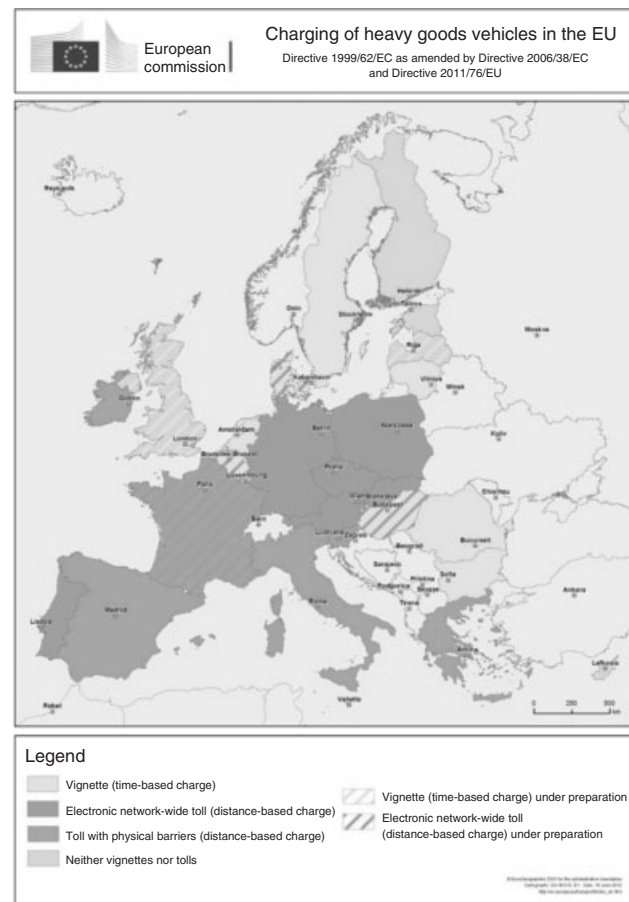 European
commission
Charging of heavy goods vehicles in the EU
Directive 1999/62/EC as amended by Directive 2006/38/EC
and Directive 2011/76/EU
Reykjavik
Helsinki
Tallinn
Oslo
Stockholm
Moskva
Riga
København
Vilnius
Minsk
London
Amsterdam
Berlin
Warszawa
Luxembourg
Praha
Kyiv
Paris
Budapest
Chisinau
Bern
Ljubljana
Zagreb
Beograd
Bucuresti
Sarajevo
Pristina
Sofia
Podgorica
Skopje
Roma
Tirana
Ankara
Madrid
Lisboa
Lefkosia
Rabat
Valletta
0 250 500
km
Legend
Vignette (time-based charge)
Electronic network-wide toll (distance-based charge)
Toll with physical barriers (distance-based charge)
Neither vignettes nor tolls
Vignette (time-based charge) under preparation
Electronic network-wide toll
(distance-based charge) under preparation